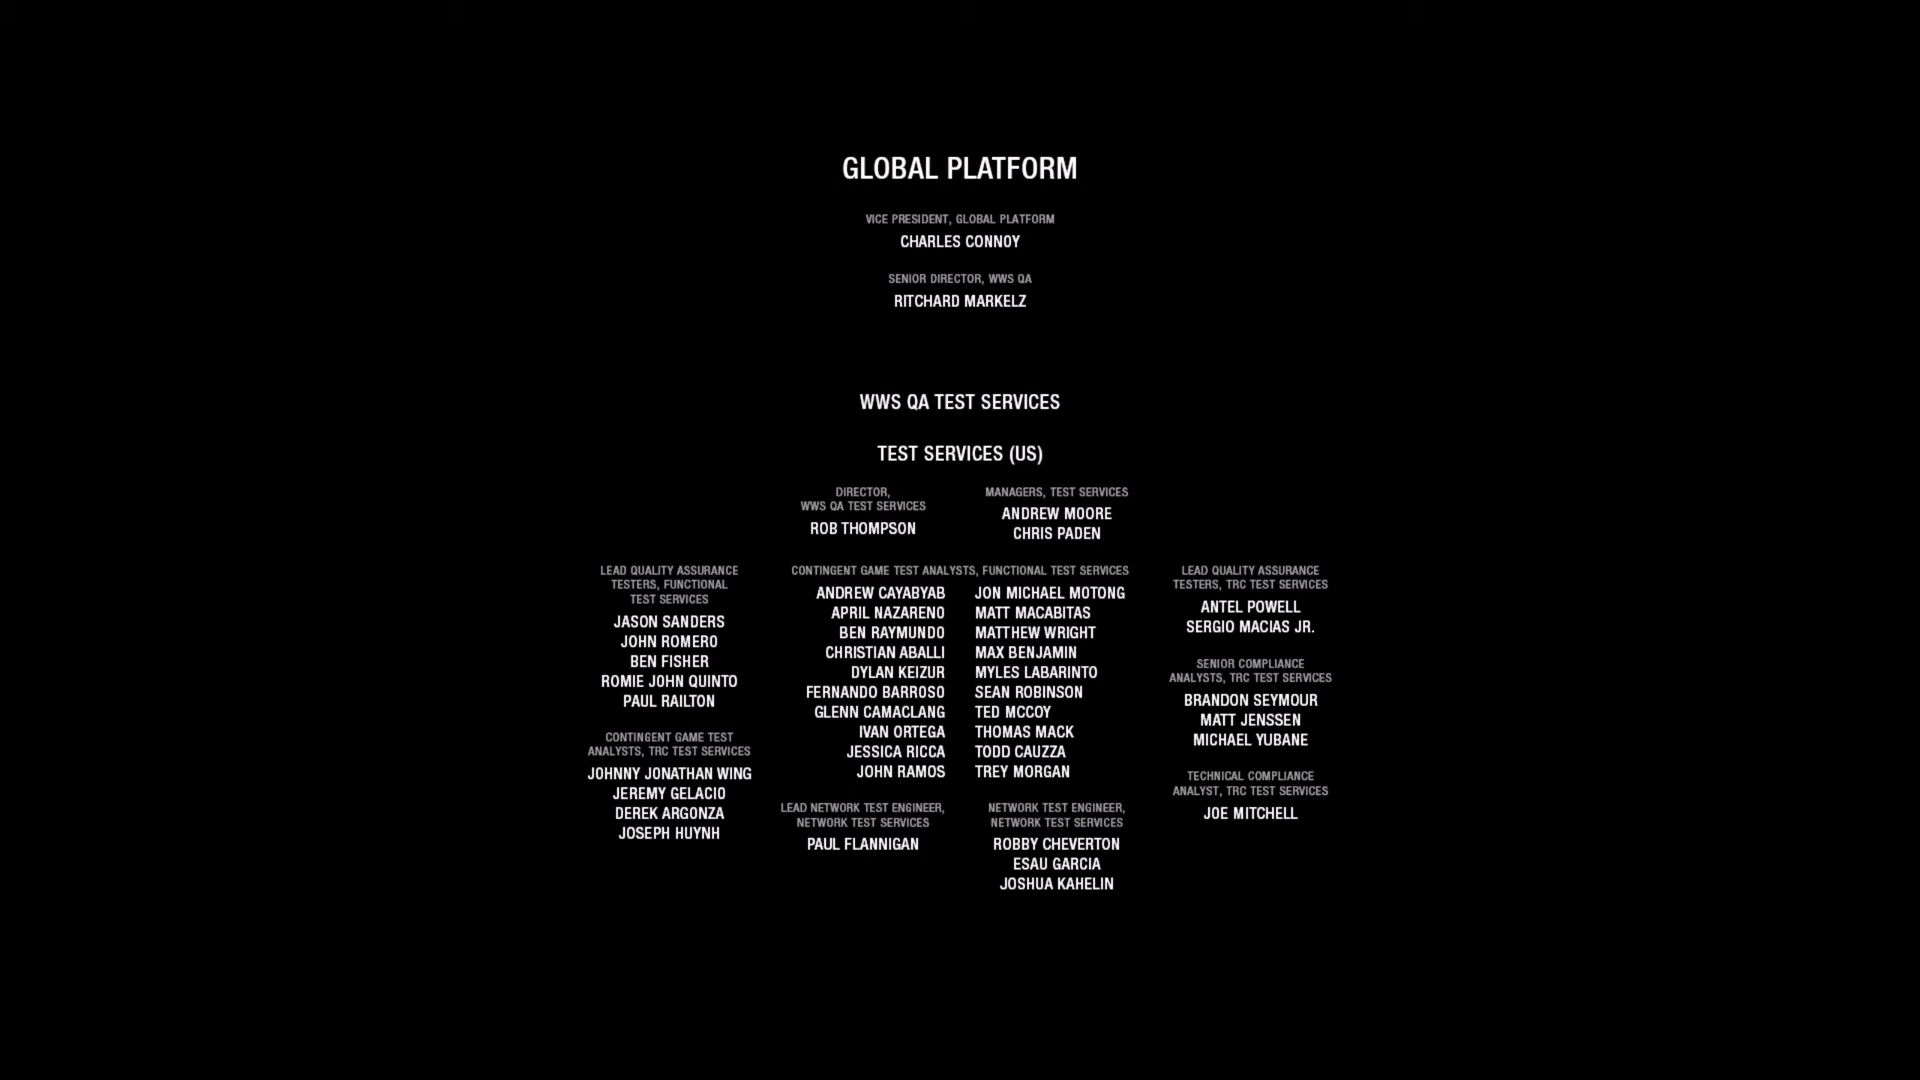 GLOBAL PLATFORM
VICE PRESIDENT, GLOBAL PLATFORM
CHARLES CONNOY
SENIOR DIRECTOR, WWS QA
RITCHARD MARKELZ
WWS QA TEST SERVICES
TEST SERVICES (US)
DIRECTOR,
WWS QA TEST SERVICES
ROB THOMPSON
MANAGERS, TEST SERVICES
ANDREW MOORE
CHRIS PADEN
LEAD QUALITY ASSURANCE
TESTERS, FUNCTIONAL
TEST SERVICES
JASON SANDERS
JOHN ROMERO
BEN FISHER
ROMIE JOHN QUINTO
PAUL RAILTON
CONTINGENT GAME TEST
ANALYSTS, TRC TEST SERVICES
JOHNNY JONATHAN WING
JEREMY GELACIO
DEREK ARGONZA
JOSEPH HUYNH
CONTINGENT GAME TEST ANALYSTS, FUNCTIONAL TEST SERVICES
ANDREW CAYABYAB
APRIL NAZARENO
BEN RAYMUNDO
CHRISTIAN ABALLI
DYLAN KEIZUR
FERNANDO BARROSO
GLENN CAMACLANG
IVAN ORTEGA
JESSICA RICCA
JOHN RAMOS
JON MICHAEL MOTONG
MATT MACABITAS
MATTHEW WRIGHT
MAX BENJAMIN
MYLES LABARINTO
SEAN ROBINSON
TED MCCOY
THOMAS MACK
TODD CAUZZA
TREY MORGAN
LEAD NETWORK TEST ENGINEER,
NETWORK TEST SERVICES
PAUL FLANNIGAN
NETWORK TEST ENGINEER,
NETWORK TEST SERVICES
ROBBY CHEVERTON
ESAU GARCIA
JOSHUA KAHELIN
LEAD QUALITY ASSURANCE
TESTERS, TRC TEST SERVICES
ANTEL POWELL
SERGIO MACIAS JR.
SENIOR COMPLIANCE
ANALYSTS, TRC TEST SERVICES
BRANDON SEYMOUR
MATT JENSSEN
MICHAEL YUBANE
TECHNICAL COMPLIANCE
ANALYST, TRC TEST SERVICES
JOE MITCHELL